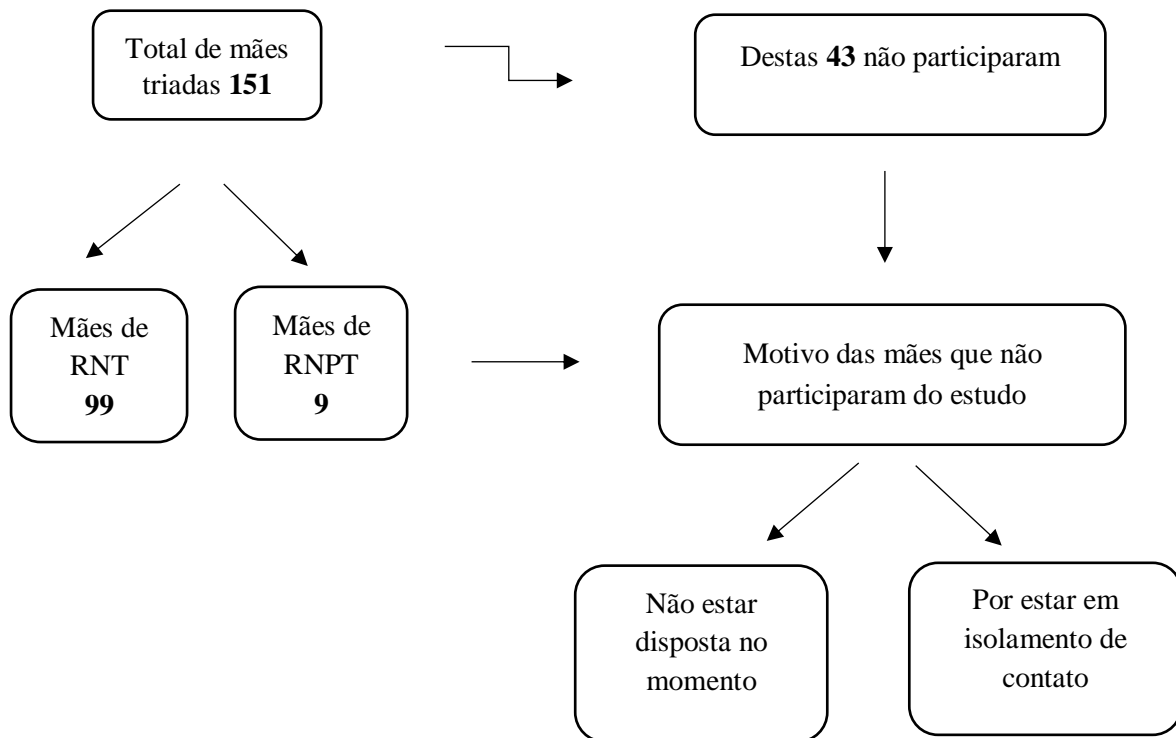 Total de mães
triadas 151
Destas 43 não participaram
Mães de
RNT
99
Mães de
RNPT
9
Motivo das mães que não
participaram do estudo
Não estar
disposta no
momento
Por estar em
isolamento de
contato